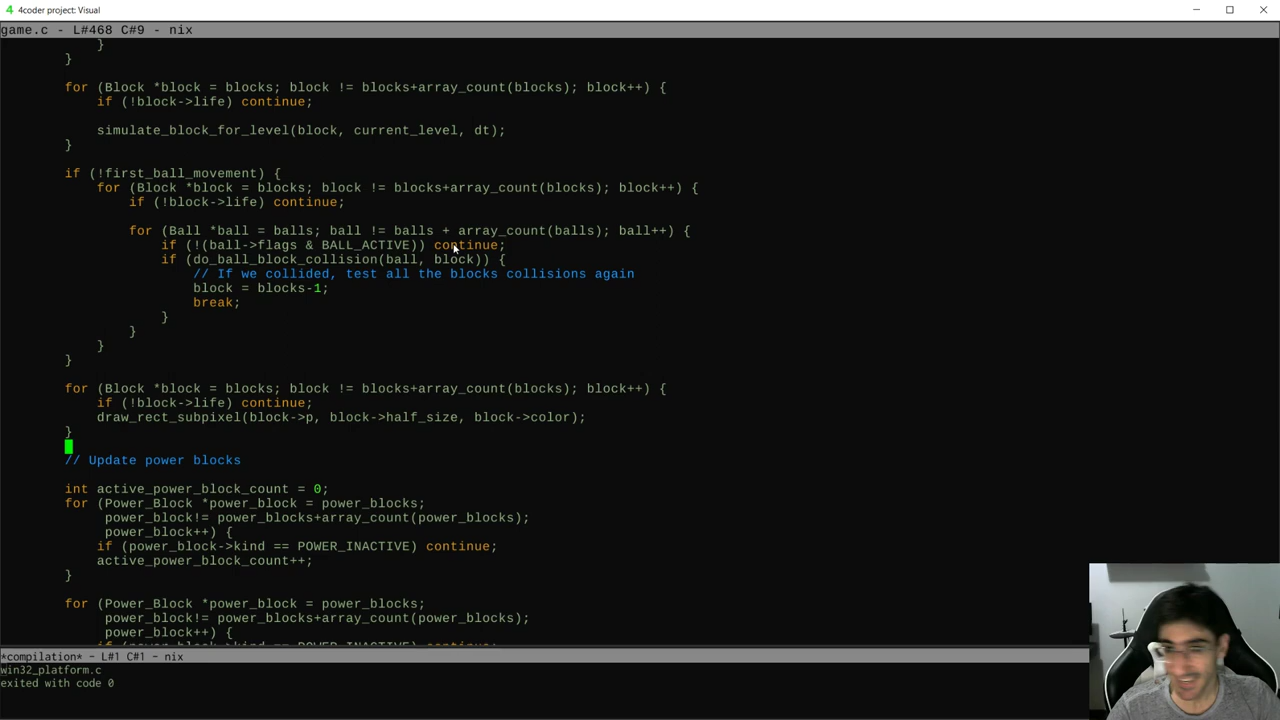 4 4coder project: Visual
game.c - L#468 C#9 - nix
}
}
for (Block *block = blocks; block != blocks+array_count(blocks); block++) {
if (!block->life) continue;
simulate_block_for_level(block, current_level, dt);
}
if (!first_ball_movement) {
for (Block *block = blocks; block != blocks+array_count(blocks); block++) {
if (!block->life) continue;
for (Ball *ball = balls; ball != balls + array_count(balls); ball++) {
if (!(ball->flags & BALL_ACTIVE)) continue;
if (do_ball_block_collision(ball, block)) {
// If we collided, test all the blocks collisions again
block = blocks-1;
break;
}
}
}
}
for (Block *block = blocks; block != blocks+array_count(blocks); block++) {
if (!block->life) continue;
draw_rect_subpixel(block->p, block->half_size, block->color);
}
// Update power blocks
int active_power_block_count = 0;
for (Power_Block *power_block = power_blocks;
power_block!= power_blocks+array_count(power_blocks);
power_block++) {
if (power_block->kind == POWER_INACTIVE) continue;
active_power_block_count++;
}
for (Power_Block *power_block = power_blocks;
power_block!= power_blocks+array_count(power_blocks);
power_block++) {
if (power_block->kind == POWER_INACTIVE) continue;
*compilation* - L#1 C#1 - nix
win32_platform.c
exited with code 0